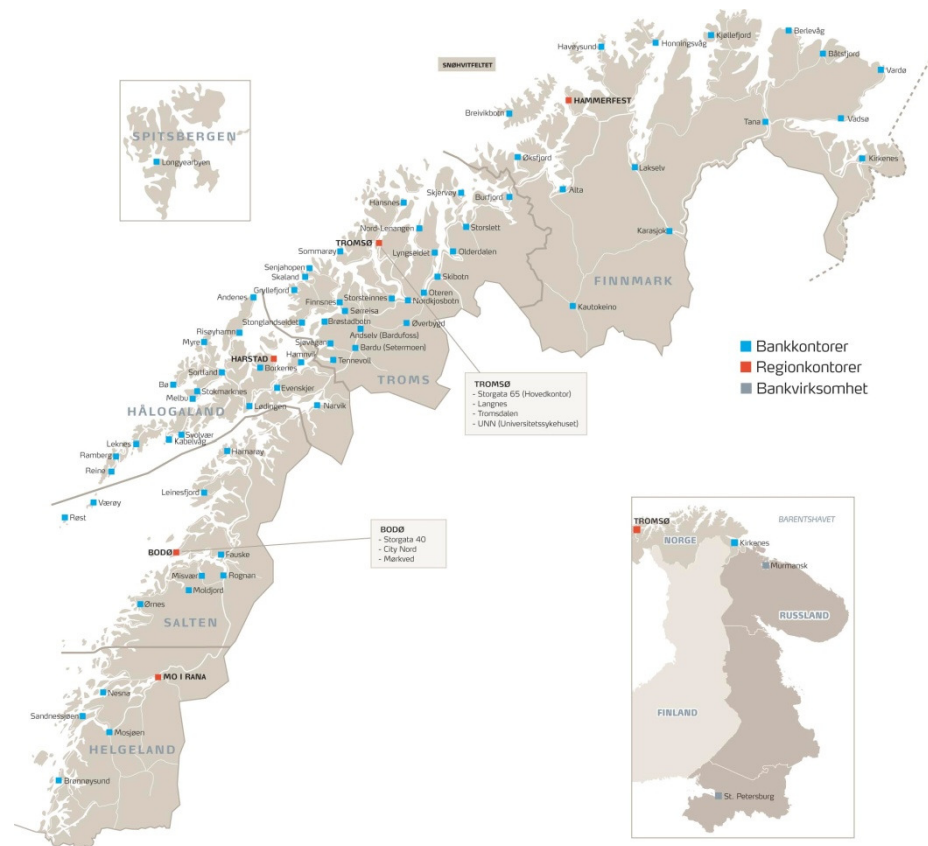 SNØHVITFELTET
Havøysund
Honningsvåg
Kjøllefjord
Berlevåg
Båtsfjord
Vardø
HAMMERFEST
Breivikbotn
Tana
Vadsø
Kirkenes
SPITSBERGEN
Longyearbyen
Øksfjord
Lakselv
Alta
Skjervøy
Burfjord
Hansnes
Nord-Lenangen
Storslett
Karasjok
TROMSØ
Sommarøy
Lyngseidet
Olderdalen
Senjahopen
Skaland
Skibotn
FINNMARK
Gryllefjord
Oteren
Andenes
Finnsnes
Storsteinnes
Nordkjosbotn
Kautokeino
Sørreisa
Stonglandseidet
Brøstadbotn
Øverbygd
Andselv (Bardufoss)
Risøyhamn
Myre
Sjøvegan
Bardu (Setermoen)
Hamnvik
Tennevoll
HARSTAD
Borkenes
TROMS
Sortland
Bø
Stokmarknes
Evenskjer
Melbu
Lødingen
Narvik
HÅLOGALAND
Svolvær
Kabelvåg
Leknes
Ramberg
Reine
Hamarøy
Leinesfjord
Værøy
Røst
Bankkontorer
Regionkontorer
Bankvirksomhet
TROMSØ
- Storgata 65 (Hovedkontor)
- Langnes
- Tromsdalen
- UNN (Universitetssykehuset)
BODØ
- Storgata 40
- City Nord
- Mørkved
BODØ
Fauske
Misvær
Rognan
Moldjord
Ørnes
SALTEN
MO I RANA
Nesna
Sandnessjøen
Mosjøen
HELGELAND
Brønnøysund
TROMSØ
BARENTSHAVET
NORGE
Kirkenes
Murmansk
RUSSLAND
FINLAND
St. Petersburg